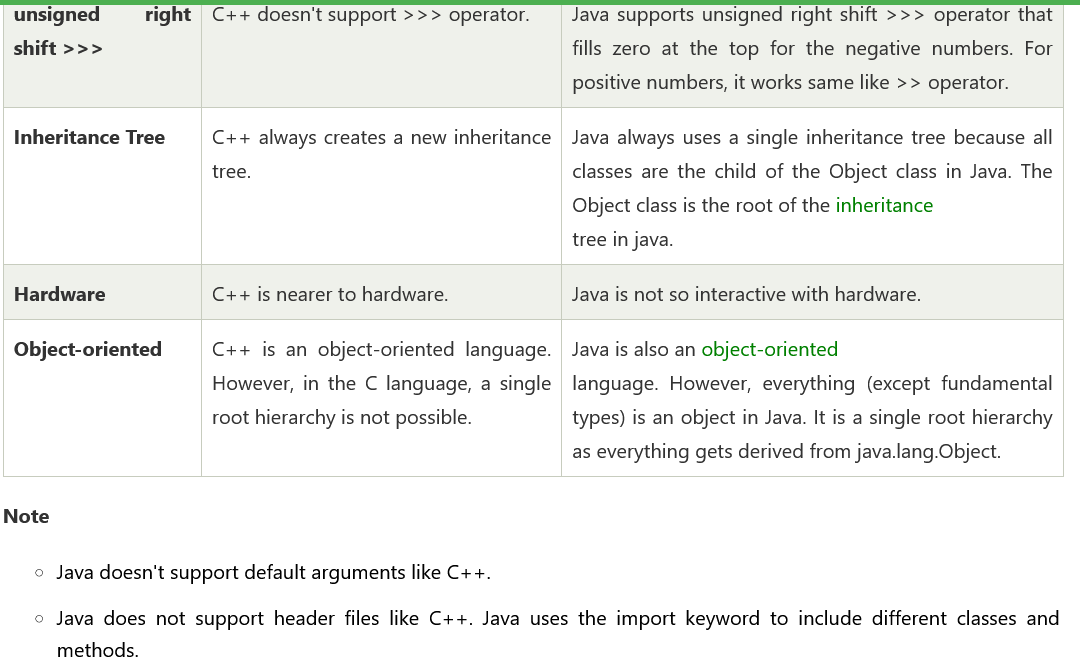 unsigned right
shift >>>
C++ doesn't support >>> operator.
Java supports unsigned right shift >>> operator that
fills zero at the top for the negative numbers. For
positive numbers, it works same like >> operator.
Inheritance Tree
C++ always creates a new inheritance
tree.
Java always uses a single inheritance tree because all
classes are the child of the Object class in Java. The
Object class is the root of the inheritance
tree in java.
Hardware
C++ is nearer to hardware.
Java is not so interactive with hardware.
Object-oriented
C++ is an object-oriented language.
However, in the C language, a single
root hierarchy is not possible.
Java is also an object-oriented
language. However, everything (except fundamental
types) is an object in Java. It is a single root hierarchy
as everything gets derived from java.lang.Object.
Note
Java doesn't support default arguments like C++.
Java does not support header files like C++. Java uses the import keyword to include different classes and
methods.